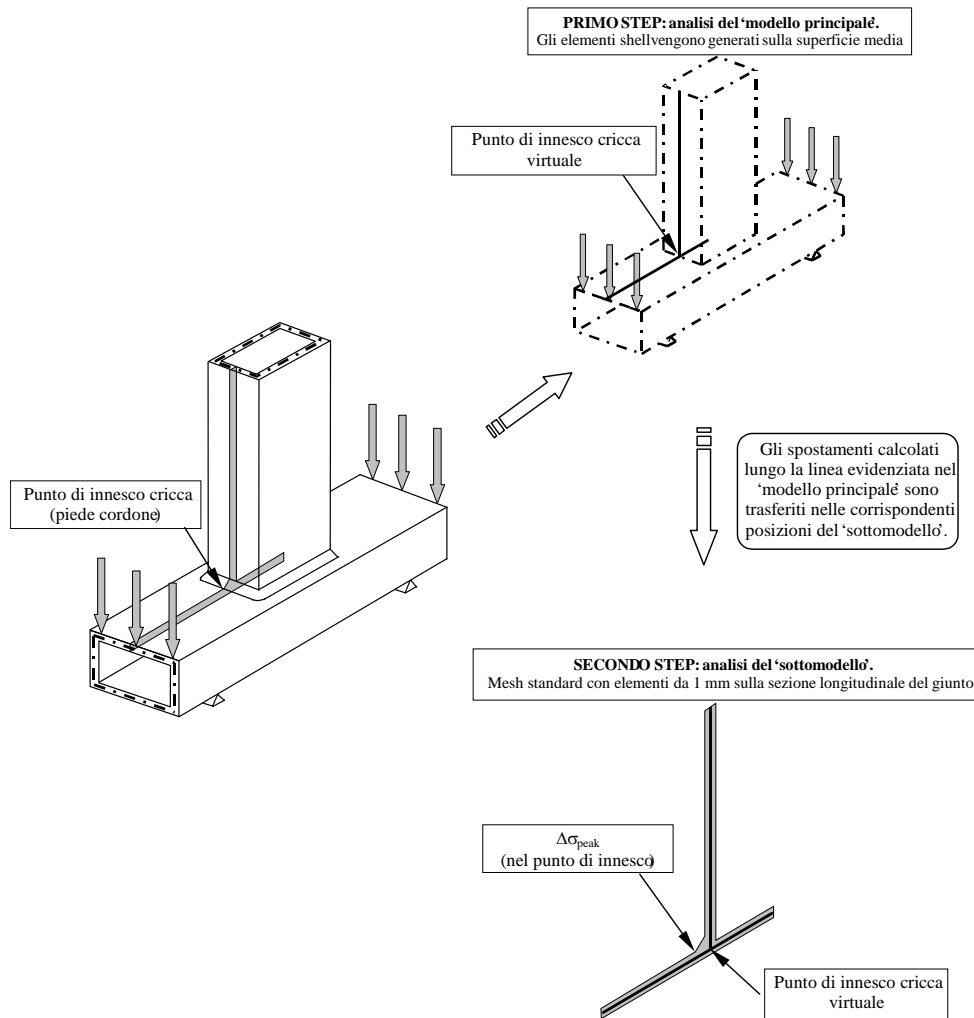 PRIMO STEP: analisi del ‘modello principale’.
Gli elementi shell vengono generati sulla superficie media
Punto di innesco cricca
virtuale
Punto di innesco cricca
(piede cordone)
Gli spostamenti calcolati
lungo la linea evidenziata nel
‘modello principale’ sono
trasferiti nelle corrispondenti
posizioni del ‘sottomodello’.
SECONDO STEP: analisi del ‘sottomodello’.
Mesh standard con elementi da 1 mm sulla sezione longitudinale del giunto
Δσpeak
(nel punto di innesco)
Punto di innesco cricca
virtuale